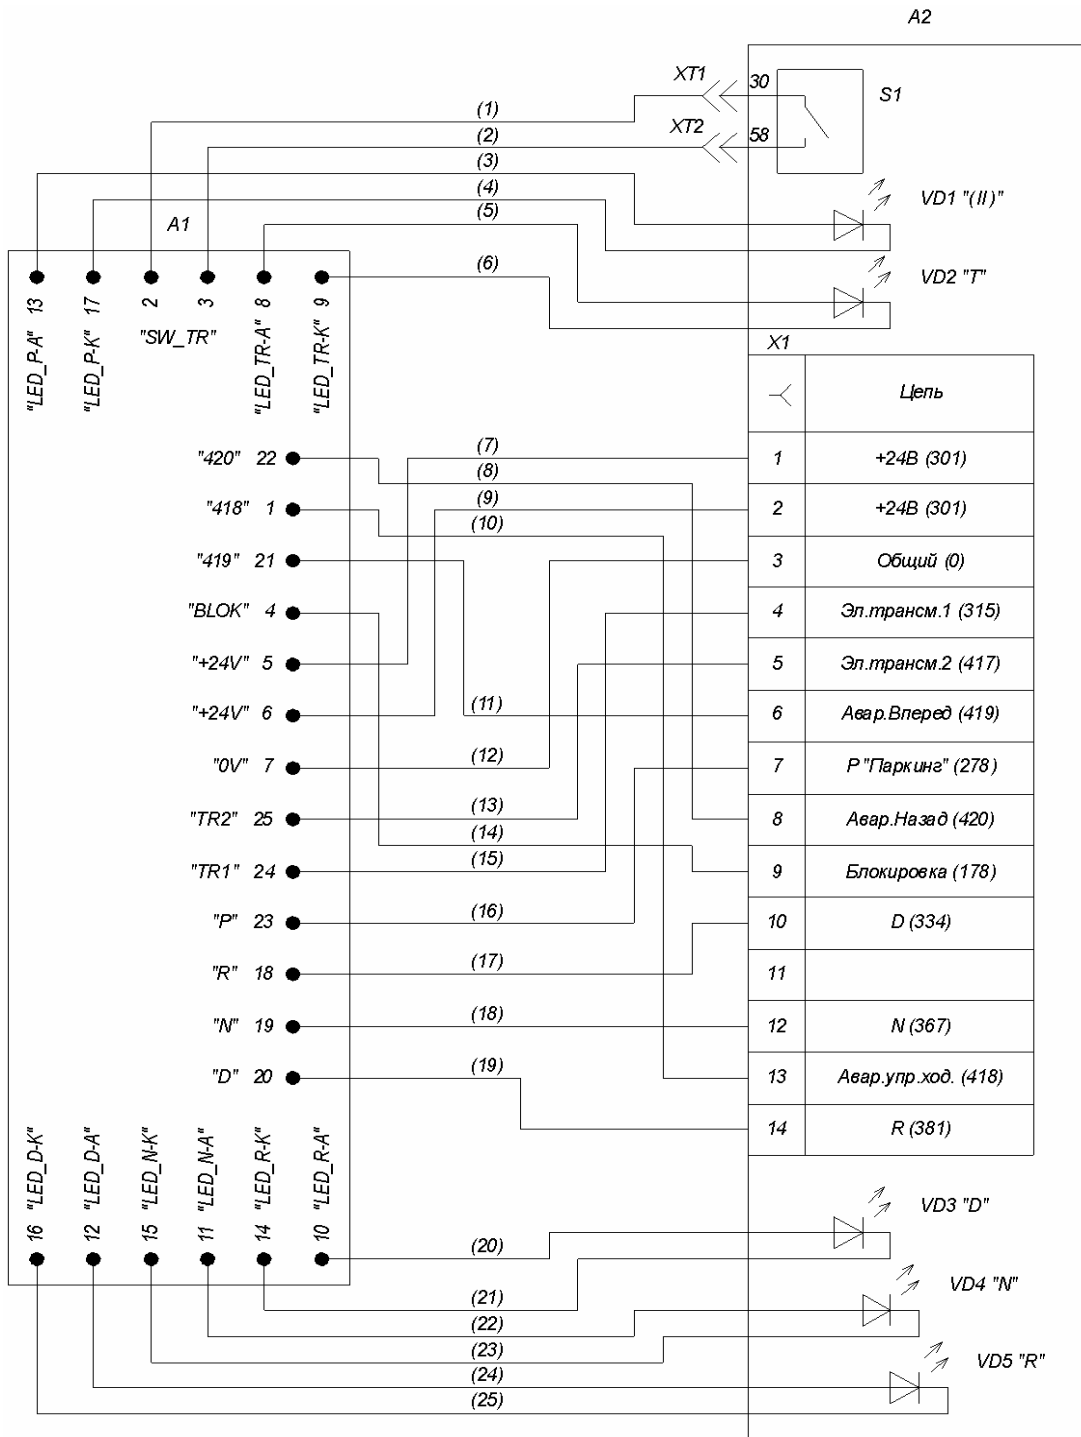 A2
XT1
30
S1
(1)
XT2
58
(2)
(3)
(4)
VD1 "(II)"
(5)
A1
(6)
VD2 "T"
13 "LED_P-A"
17 "LED_P-K"
2
3
"SW_TR"
8 "LED_TR-A"
9 "LED_TR-K"
X1
Цепь
"420" 22
(7)
1 +24В (301)
(8)
"418" 1
(9)
2 +24В (301)
(10)
"419" 21
3 Общий (0)
"BLOK" 4
4 Эл.трансм.1 (315)
"+24V" 5
5 Эл.трансм.2 (417)
"+24V" 6
(11)
6 Авар.Вперед (419)
"0V" 7
(12)
7 P "Паркинг" (278)
"TR2" 25
(13)
8 Авар.Назад (420)
(14)
"TR1" 24
(15)
9 Блокировка (178)
"P" 23
(16)
10 D (334)
"R" 18
(17)
11
"N" 19
(18)
12 N (367)
"D" 20
(19)
13 Авар.упр.ход. (418)
14 R (381)
16 "LED_D-K"
12 "LED_D-A"
15 "LED_N-K"
11 "LED_N-A"
14 "LED_R-K"
10 "LED_R-A"
VD3 "D"
(20)
VD4 "N"
(21)
(22)
(23)
VD5 "R"
(24)
(25)